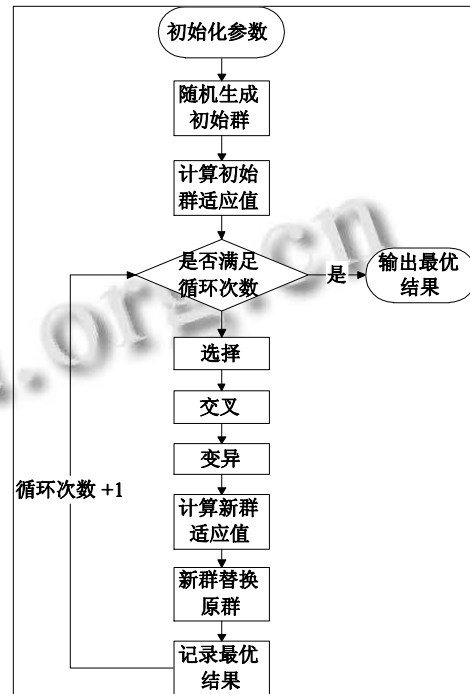 初始化参数
随机生成
初始群
计算初始
群适应值
是否满足
循环次数
是
输出最优
结果
选择
交叉
变异
循环次数 +1
计算新群
适应值
新群替换
原群
记录最优
结果
.org.cn